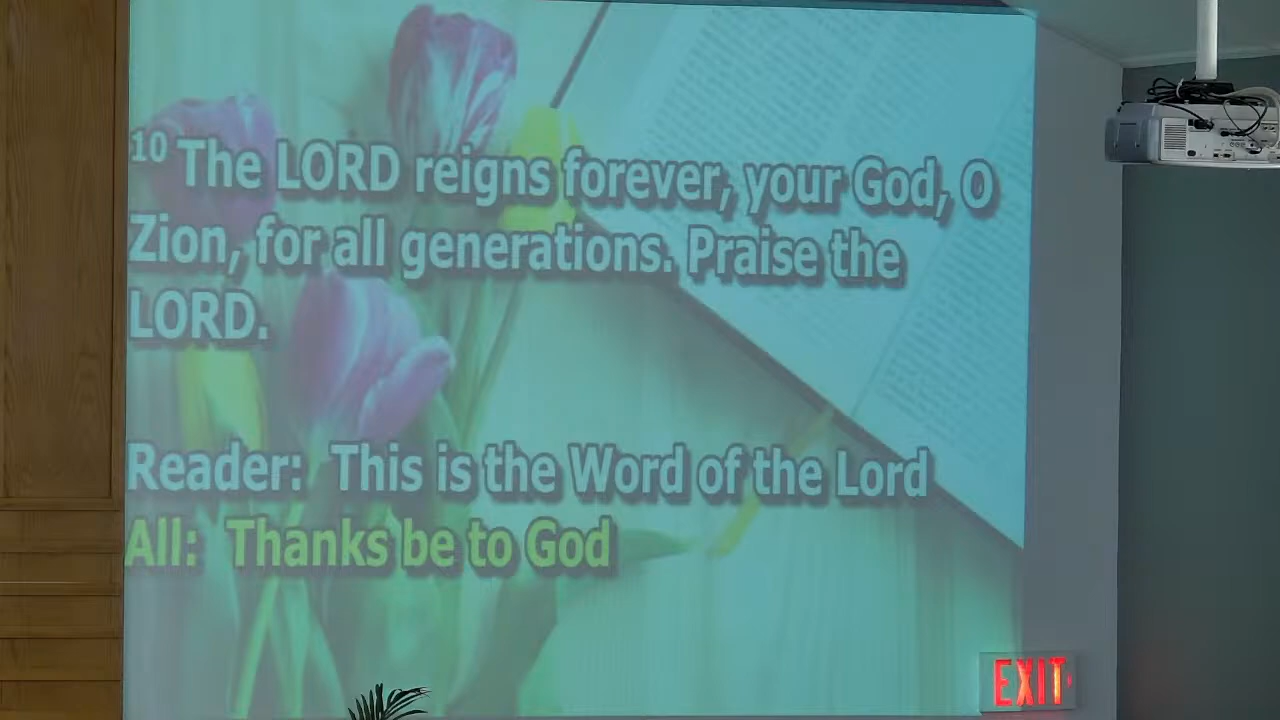 10 The LORD reigns forever, your God, O
Zion, for all generations. Praise the
LORD.
Reader: This is the Word of the Lord
All: Thanks be to God
EXIT